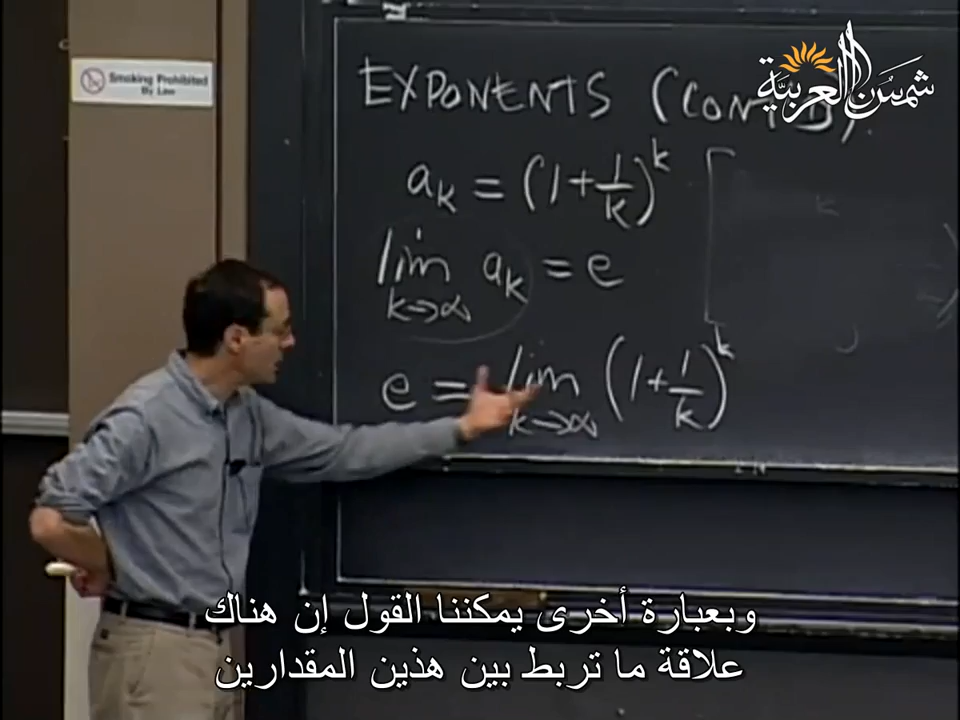 Smoking Prohibited
By Law
شمس العربية
EXPONENTS (CONT'D).
a_k = (1+1/k)^k
lim a_k = e
k→∞
e = lim (1+1/k)^k
k→∞
وبعبارة أخرى يمكننا القول إن هناك
علاقة ما تربط بين هذين المقدارين